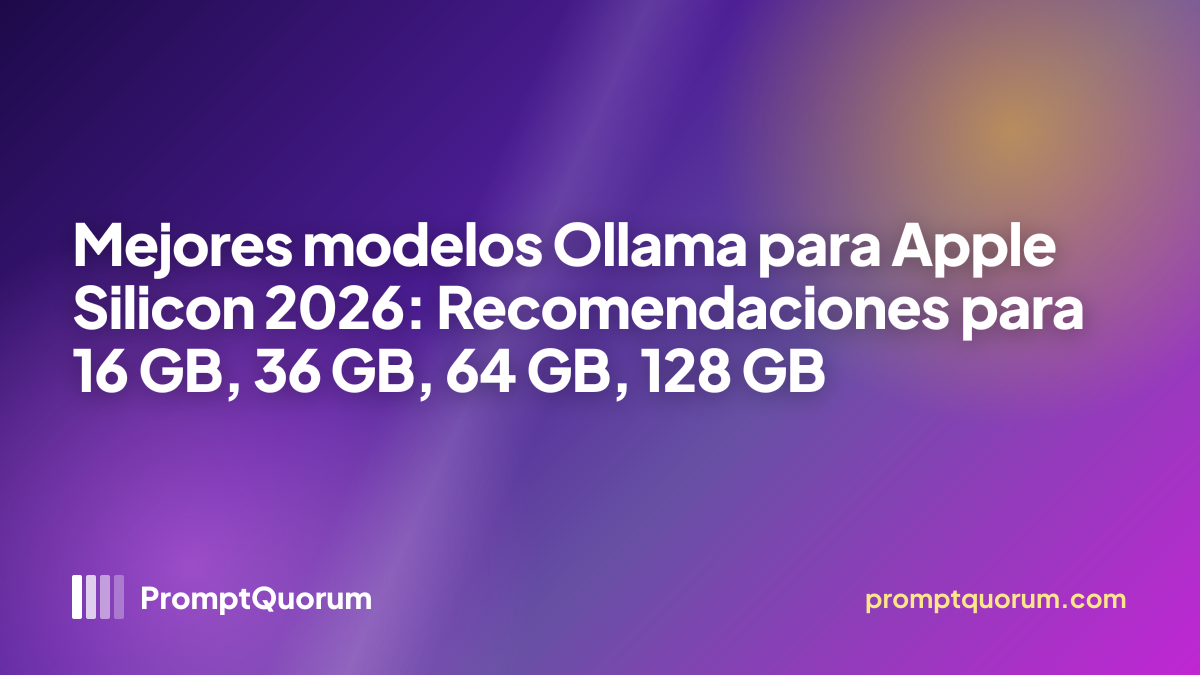 Mejores modelos Ollama para Apple
Silicon 2026: Recomendaciones para
16 GB, 36 GB, 64 GB, 128 GB
PromptQuorum
promptquorum.com